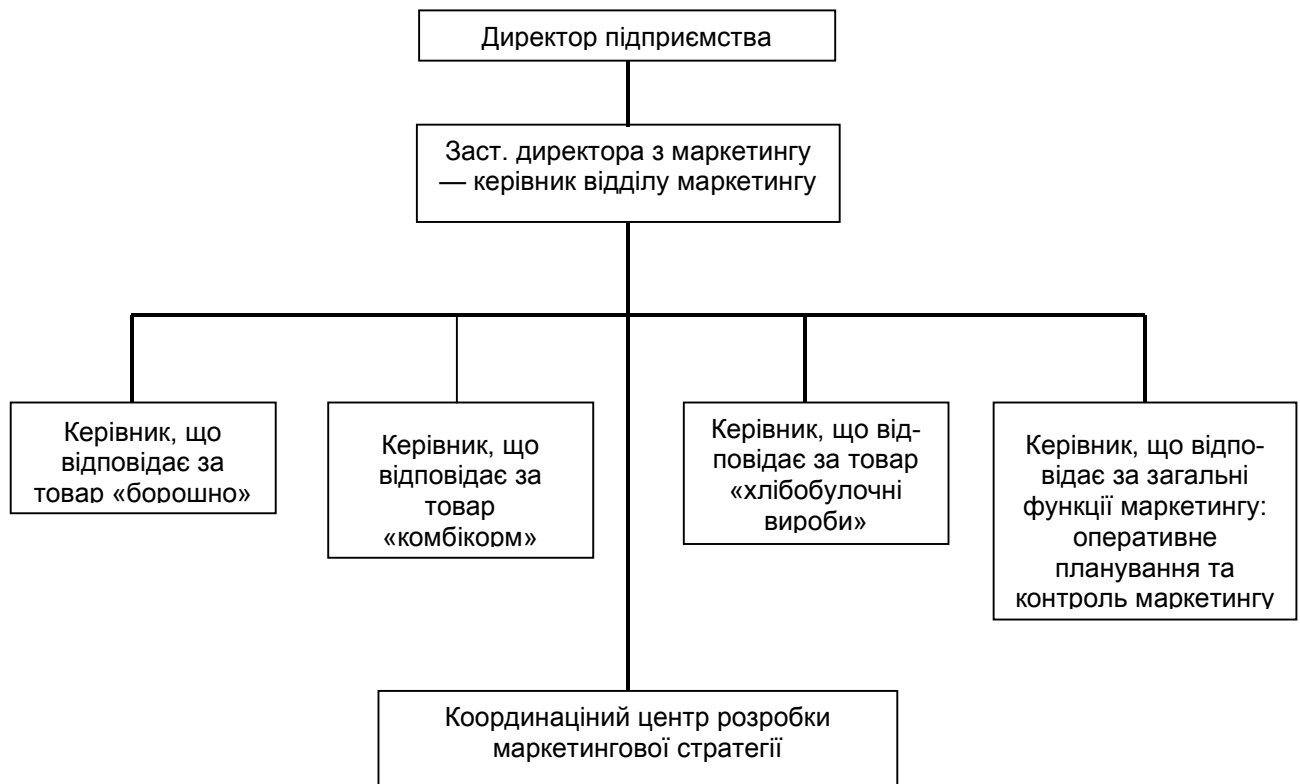 Директор підприємства
Заст. директора з маркетингу
— керівник відділу маркетингу
Керівник, що
відповідає за
товар «борошно»
Керівник, що
відповідає за
товар
«комбікорм»
Керівник, що від-
повідає за товар
«хлібобулочні
вироби»
Керівник, що відпо-
відає за загальні
функції маркетингу:
оперативне
планування та
контроль маркетингу
Координаціний центр розробки
маркетингової стратегії